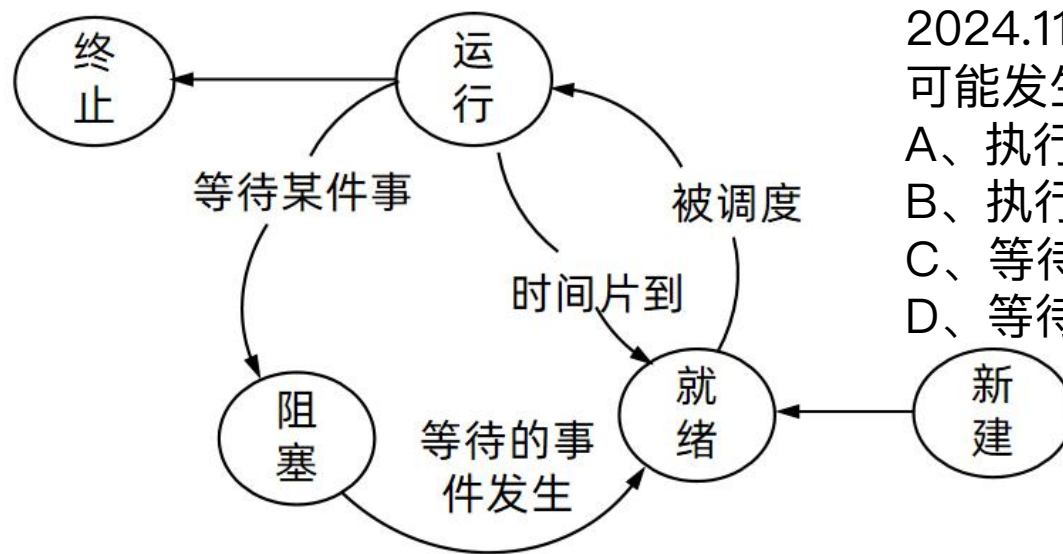 终
止
运
行
等待某件事
被调度
时间片到
阻
塞
等待的事
件发生
就
绪
新
建
2024.11
可能发
A、执行
B、执行
C、等待
D、等待